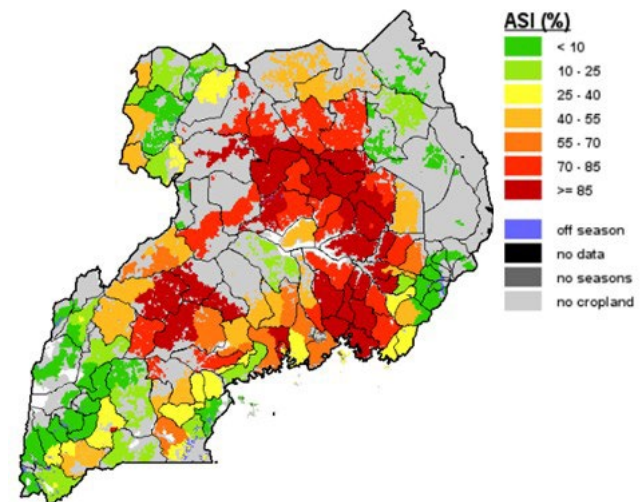 ASI (%)
< 10
10 - 25
25 - 40
40 - 55
55 - 70
70 - 85
>= 85
off season
no data
no seasons
no cropland